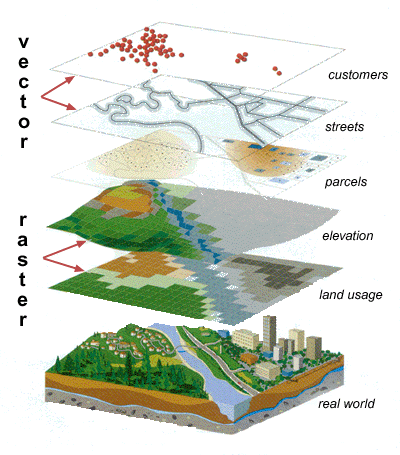 vector
customers
streets
parcels
raster
elevation
land usage
real world